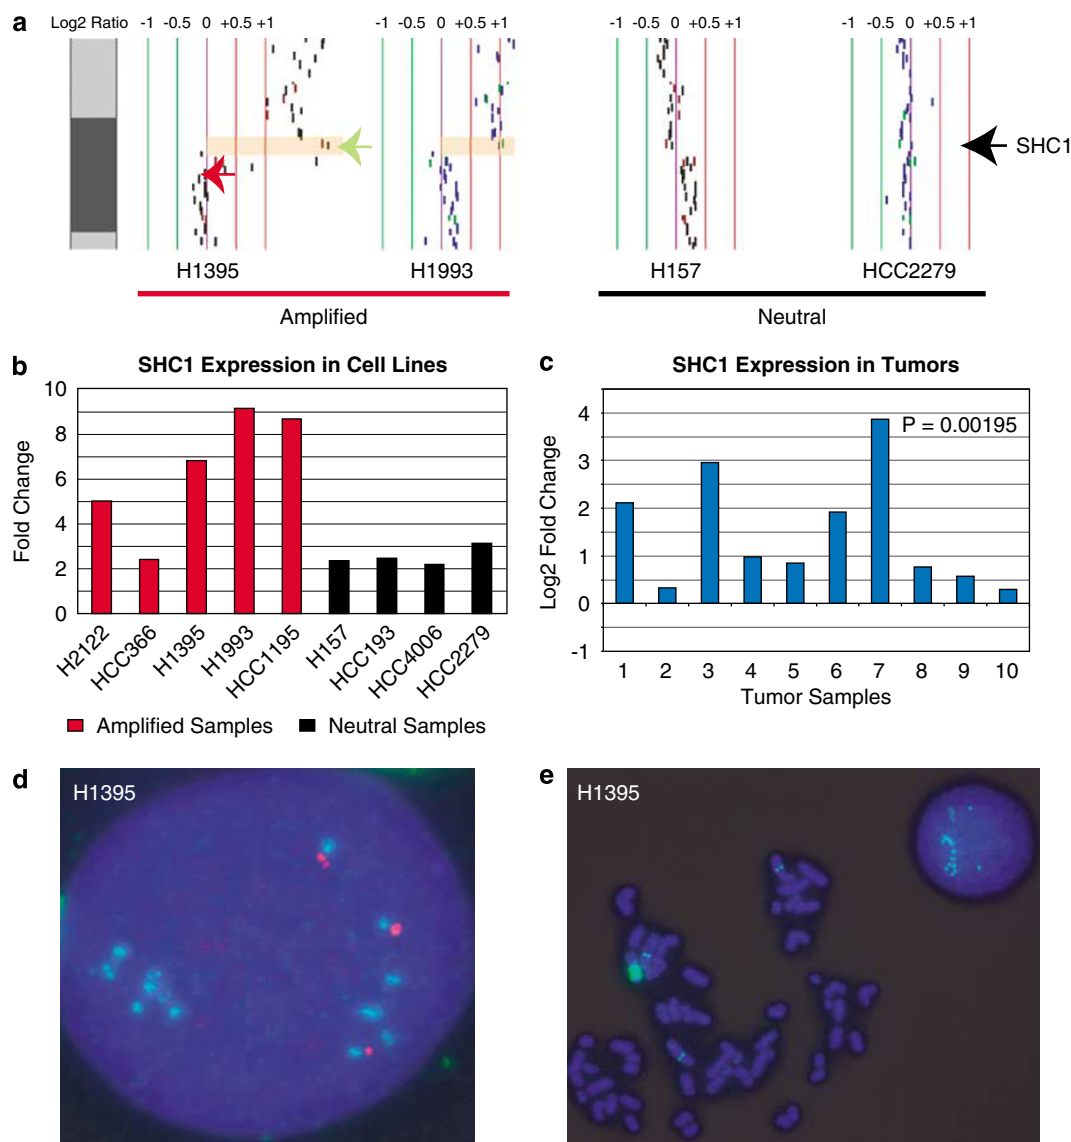 a
Log2 Ratio -1 -0.5 0 +0.5 +1 -1 -0.5 0 +0.5 +1 -1 -0.5 0 +0.5 +1 -1 -0.5 0 +0.5 +1
SHC1
H1395 H1993 H157 HCC2279
Amplified Neutral
b
SHC1 Expression in Cell Lines
Fold Change
10
8
6
4
2
0
H2122 HCC366 H1395 H1993 HCC1195 H157 HCC193 HCC4006 HCC2279
Amplified Samples Neutral Samples
c
SHC1 Expression in Tumors
P = 0.00195
Log2 Fold Change
4
3
2
1
0
-1
1 2 3 4 5 6 7 8 9 10
Tumor Samples
d
H1395
e
H1395